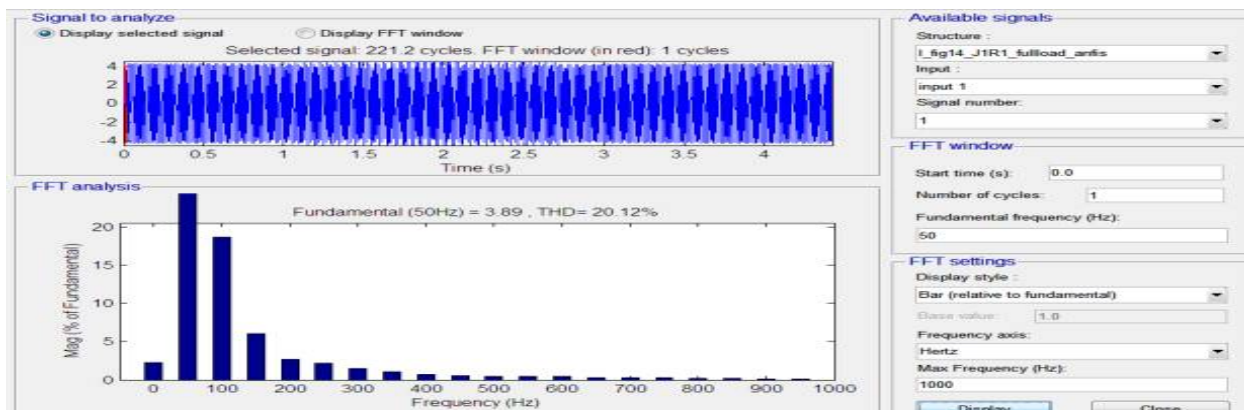 Signal to analyze
Display selected signal
Display FFT window
Selected signal: 221.2 cycles. FFT window (in red): 1 cycles
4
2
0
-2
-4
0 0.5 1 1.5 2 2.5 3 3.5 4
Time (s)
FFT analysis
Fundamental (50Hz) = 3.89 , THD= 20.12%
20
15
10
5
0
Mag (% of Fundamental)
0 100 200 300 400 500 600 700 800 900 1000
Frequency (Hz)
Available signals
Structure :
I_fig14_J1R1_fullload_anfis
Input :
input 1
Signal number:
1
FFT window
Start time (s): 0.0
Number of cycles: 1
Fundamental frequency (Hz):
50
FFT settings
Display style :
Bar (relative to fundamental)
Base value: 1.0
Frequency axis:
Hertz
Max Frequency (Hz):
1000
Display Close